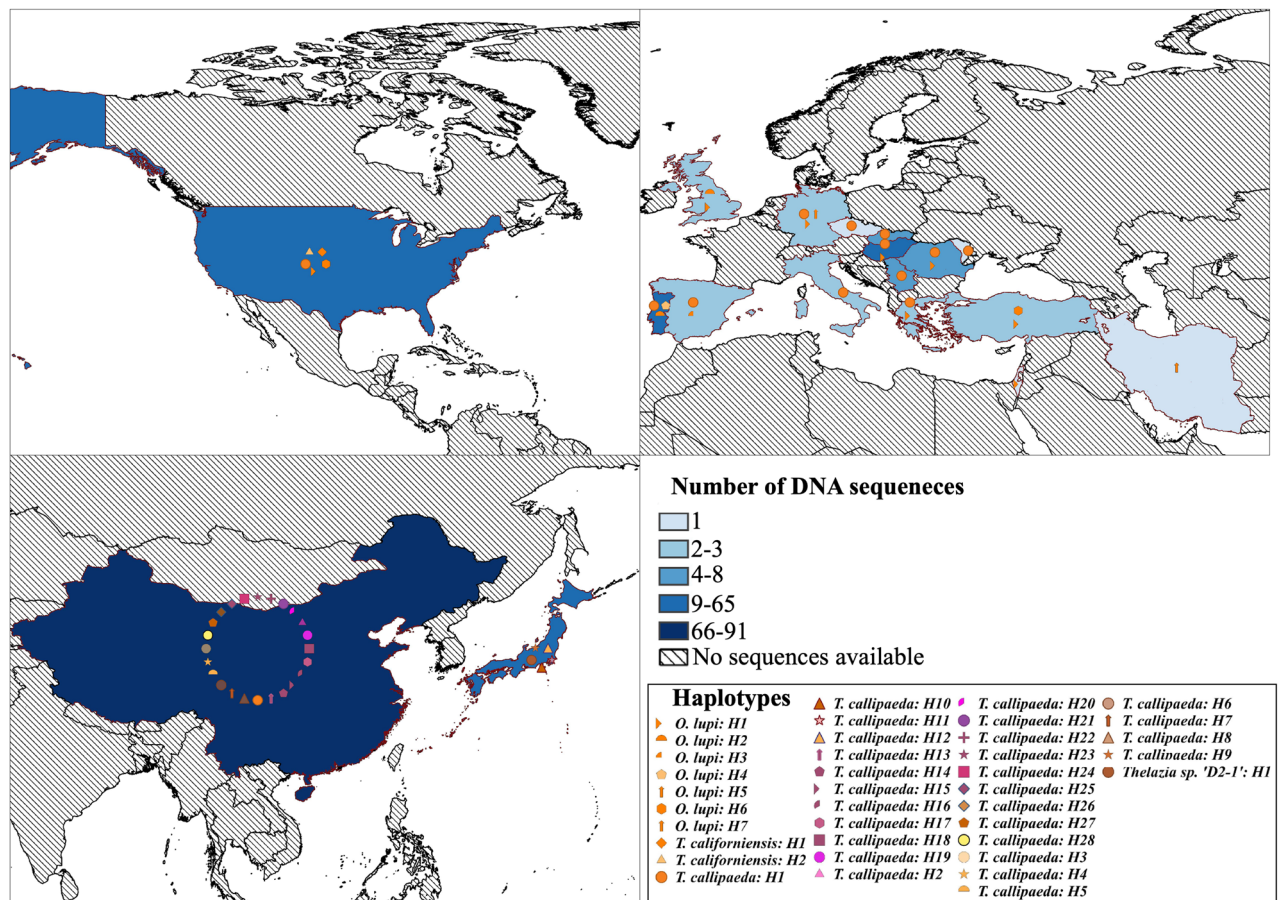 Number of DNA sequeneces
1
2-3
4-8
9-65
66-91
No sequences available
Haplotypes
O. lupi: H1
O. lupi: H2
O. lupi: H3
O. lupi: H4
O. lupi: H5
O. lupi: H6
O. lupi: H7
T. californiensis: H1
T. californiensis: H2
T. callipaeda: H1
T. callipaeda: H10
T. callipaeda: H11
T. callipaeda: H12
T. callipaeda: H13
T. callipaeda: H14
T. callipaeda: H15
T. callipaeda: H16
T. callipaeda: H17
T. callipaeda: H18
T. callipaeda: H19
T. callipaeda: H2
T. callipaeda: H20
T. callipaeda: H21
T. callipaeda: H22
T. callipaeda: H23
T. callipaeda: H24
T. callipaeda: H25
T. callipaeda: H26
T. callipaeda: H27
T. callipaeda: H28
T. callipaeda: H3
T. callipaeda: H4
T. callipaeda: H5
T. callipaeda: H6
T. callipaeda: H7
T. callipaeda: H8
T. callipaeda: H9
Thelazia sp. 'D2-1': H1